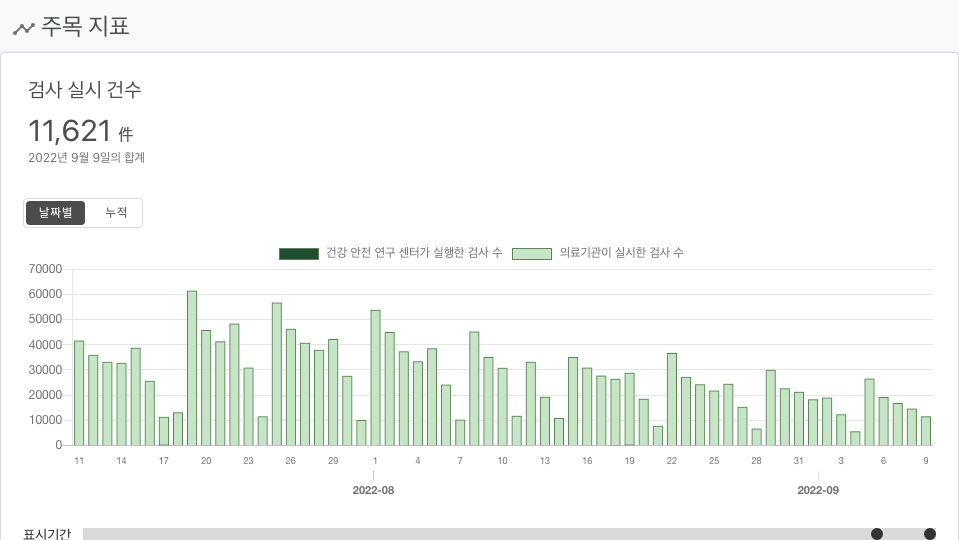 주목 지표
검사 실시 건수
11,621 件
2022년 9월 9일의 합계
날짜별 누적
건강 안전 연구 센터가 실행한 검사 수 의료기관이 실시한 검사 수
70000
60000
50000
40000
30000
20000
10000
0
11 14 17 20 23 26 29 1 4 7 10 13 16 19 22 25 28 31 3 6 9
2022-08 2022-09
표시기간